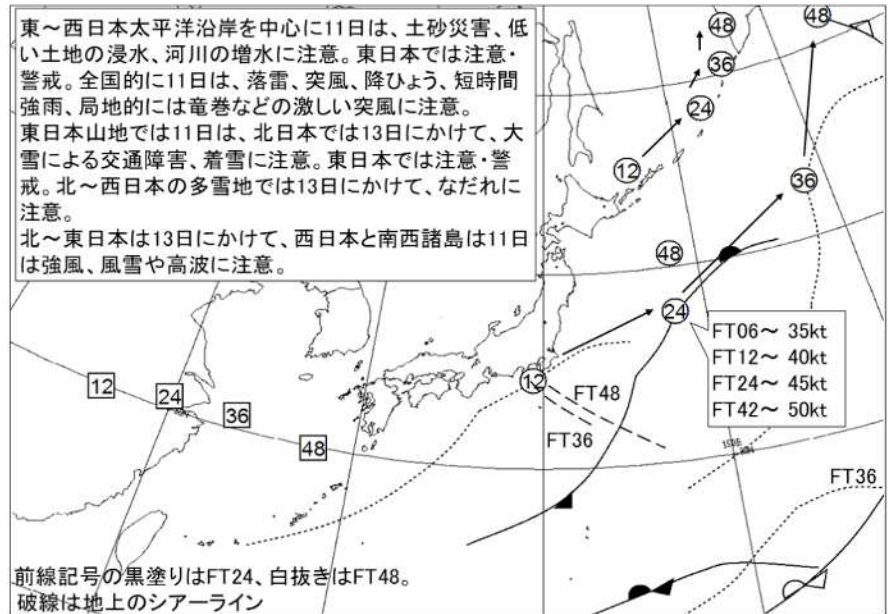 東～西日本太平洋沿岸を中心に11日は、土砂災害、低
い土地の浸水、河川の増水に注意。東日本では注意・
警戒。全国的に11日は、落雷、突風、降ひょう、短時間
強雨、局地的には竜巻などの激しい突風に注意。
東日本山地では11日は、北日本では13日にかけて、大
雪による交通障害、着雪に注意。東日本では注意・警
戒。北～西日本の多雪地では13日にかけて、なだれに
注意。
北～東日本は13日にかけて、西日本と南西諸島は11日
は強風、風雪や高波に注意。
48
48
36
24
12
36
48
24
FT06～ 35kt
FT12～ 40kt
FT24～ 45kt
FT42～ 50kt
12
24
36
48
12
FT48
FT36
FT36
前線記号の黒塗りはFT24、白抜きはFT48。
破線は地上のシアーライン